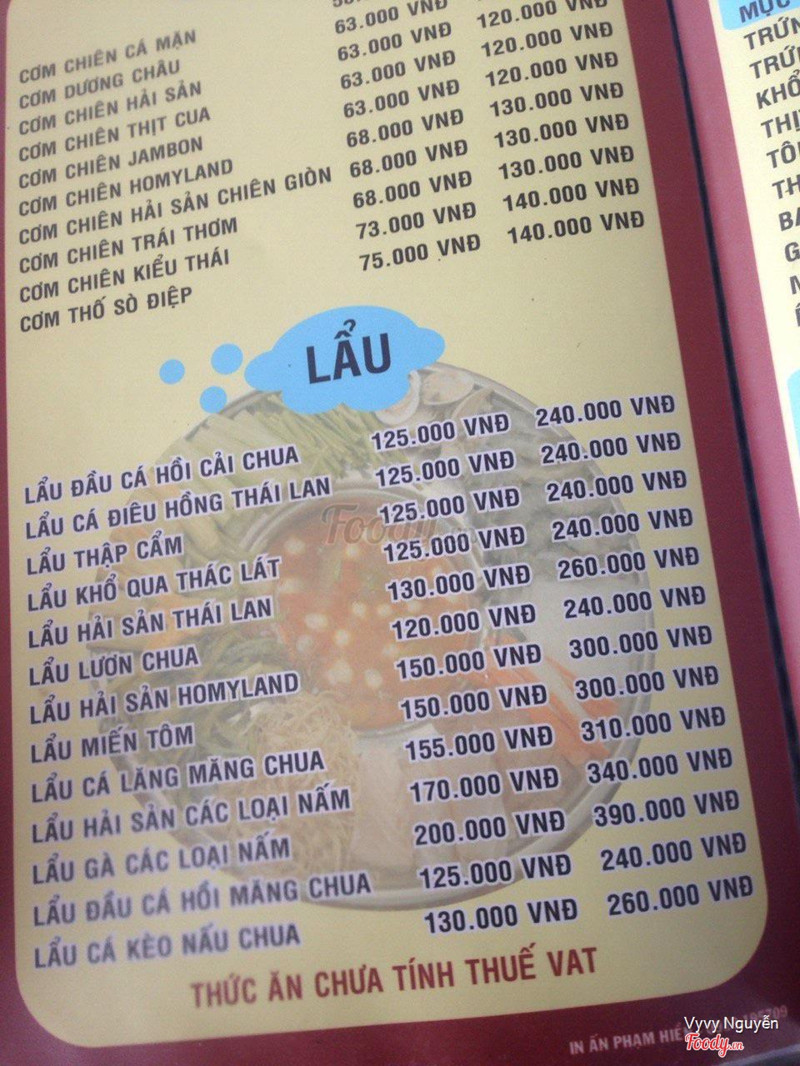 CƠM CHIÊN CÁ MẶN
CƠM DƯƠNG CHÂU 63.000 VNĐ
CƠM CHIÊN HẢI SẢN 63.000 VNĐ 120.000 VNĐ
CƠM CHIÊN THỊT CUA 63.000 VNĐ 120.000 VNĐ
CƠM CHIÊN JAMBON 63.000 VNĐ 120.000 VNĐ
CƠM CHIÊN HOMYLAND 68.000 VNĐ 130.000 VNĐ
CƠM CHIÊN HẢI SẢN CHIÊN GIÒN 68.000 VNĐ 130.000 VNĐ
CƠM CHIÊN TRÁI THƠM 68.000 VNĐ 130.000 VNĐ
CƠM CHIÊN KIỂU THÁI 73.000 VNĐ 140.000 VNĐ
CƠM THỐ SÒ ĐIỆP 75.000 VNĐ 140.000 VNĐ
LẨU
LẨU ĐẦU CÁ HỒI CẢI CHUA 125.000 VNĐ 240.000 VNĐ
LẨU CÁ ĐIÊU HỒNG THÁI LAN 125.000 VNĐ 240.000 VNĐ
LẨU THẬP CẨM 125.000 VNĐ 240.000 VNĐ
LẨU KHỔ QUA THÁC LÁT 125.000 VNĐ 240.000 VNĐ
LẨU HẢI SẢN THÁI LAN 130.000 VNĐ 260.000 VNĐ
LẨU LƯƠN CHUA 120.000 VNĐ 240.000 VNĐ
LẨU HẢI SẢN HOMYLAND 150.000 VNĐ 300.000 VNĐ
LẨU MIẾN TÔM 150.000 VNĐ 300.000 VNĐ
LẨU CÁ LĂNG MĂNG CHUA 155.000 VNĐ 310.000 VNĐ
LẨU HẢI SẢN CÁC LOẠI NẤM 170.000 VNĐ 340.000 VNĐ
LẨU GÀ CÁC LOẠI NẤM 200.000 VNĐ 390.000 VNĐ
LẨU ĐẦU CÁ HỒI MĂNG CHUA 125.000 VNĐ 240.000 VNĐ
LẨU CÁ KÈO NẤU CHUA 130.000 VNĐ 260.000 VNĐ
THỨC ĂN CHƯA TÍNH THUẾ VAT
IN ẤN PHẠM
Vyvy Nguyễn
Foody.vn